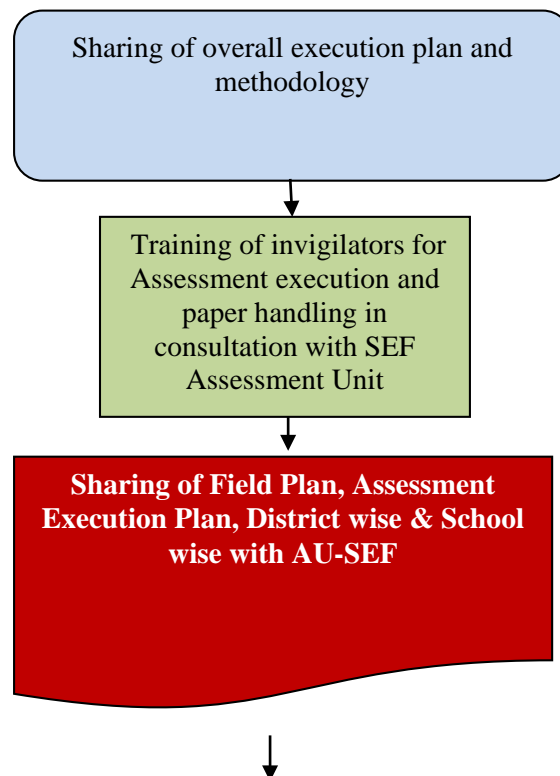 Sharing of overall execution plan and
methodology
Training of invigilators for
Assessment execution and
paper handling in
consultation with SEF
Assessment Unit
Sharing of Field Plan, Assessment
Execution Plan, District wise & School
wise with AU-SEF